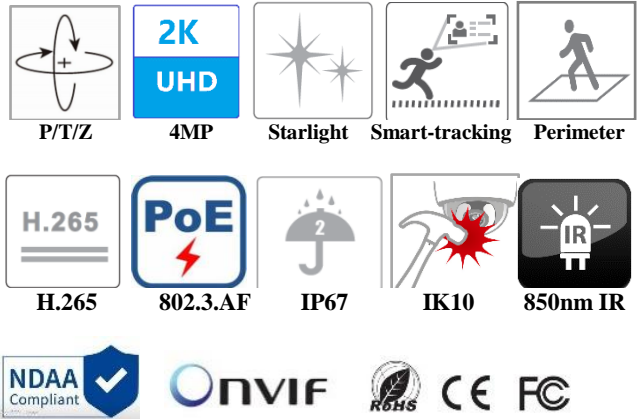 2K
UHD
P/T/Z 4MP Starlight Smart-tracking Perimeter
H.265 PoE 2 IR
H.265 802.3.AF IP67 IK10 850nm IR
NDAA
Compliant
ONVIF RoHS CE FC